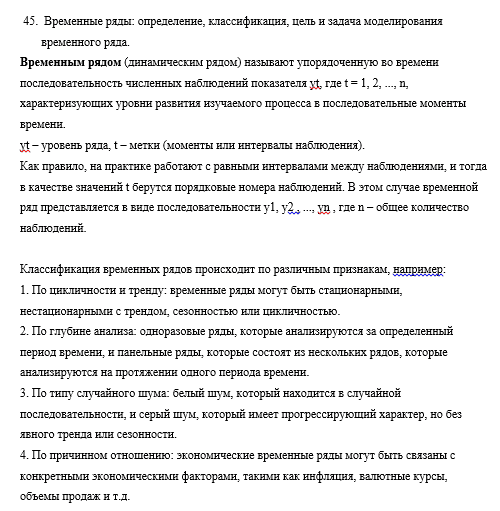 45. Временные ряды: определение, классификация, цель и задача моделирования
временного ряда.
Временным рядом (динамическим рядом) называют упорядоченную во времени
последовательность численных наблюдений показателя yt, где t = 1, 2, ..., n,
характеризующих уровни развития изучаемого процесса в последовательные моменты
времени.
yt – уровень ряда, t – метки (моменты или интервалы наблюдения).
Как правило, на практике работают с равными интервалами между наблюдениями, и тогда
в качестве значений t берутся порядковые номера наблюдений. В этом случае временной
ряд представляется в виде последовательности y1, y2 , ..., yn , где n – общее количество
наблюдений.
Классификация временных рядов происходит по различным признакам, например:
1. По цикличности и тренду: временные ряды могут быть стационарными,
нестационарными с трендом, сезонностью или цикличностью.
2. По глубине анализа: одноразовые ряды, которые анализируются за определенный
период времени, и панельные ряды, которые состоят из нескольких рядов, которые
анализируются на протяжении одного периода времени.
3. По типу случайного шума: белый шум, который находится в случайной
последовательности, и серый шум, который имеет прогрессирующий характер, но без
явного тренда или сезонности.
4. По причинном отношению: экономические временные ряды могут быть связаны с
конкретными экономическими факторами, такими как инфляция, валютные курсы,
объемы продаж и т.д.